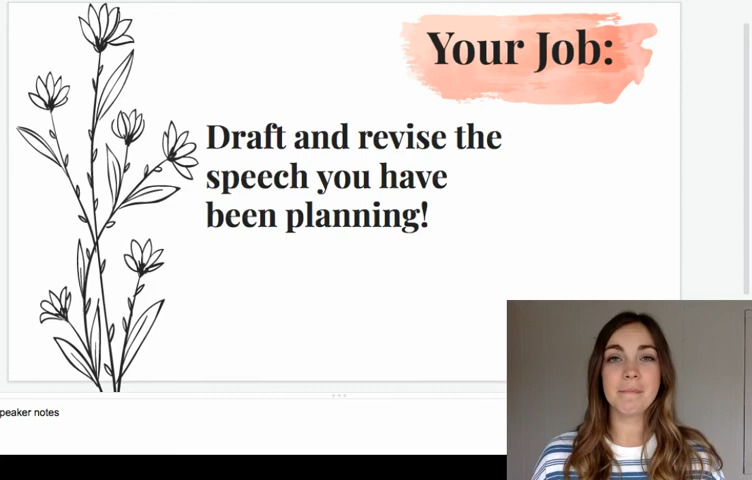 Your Job:
Draft and revise the
speech you have
been planning!
peaker notes